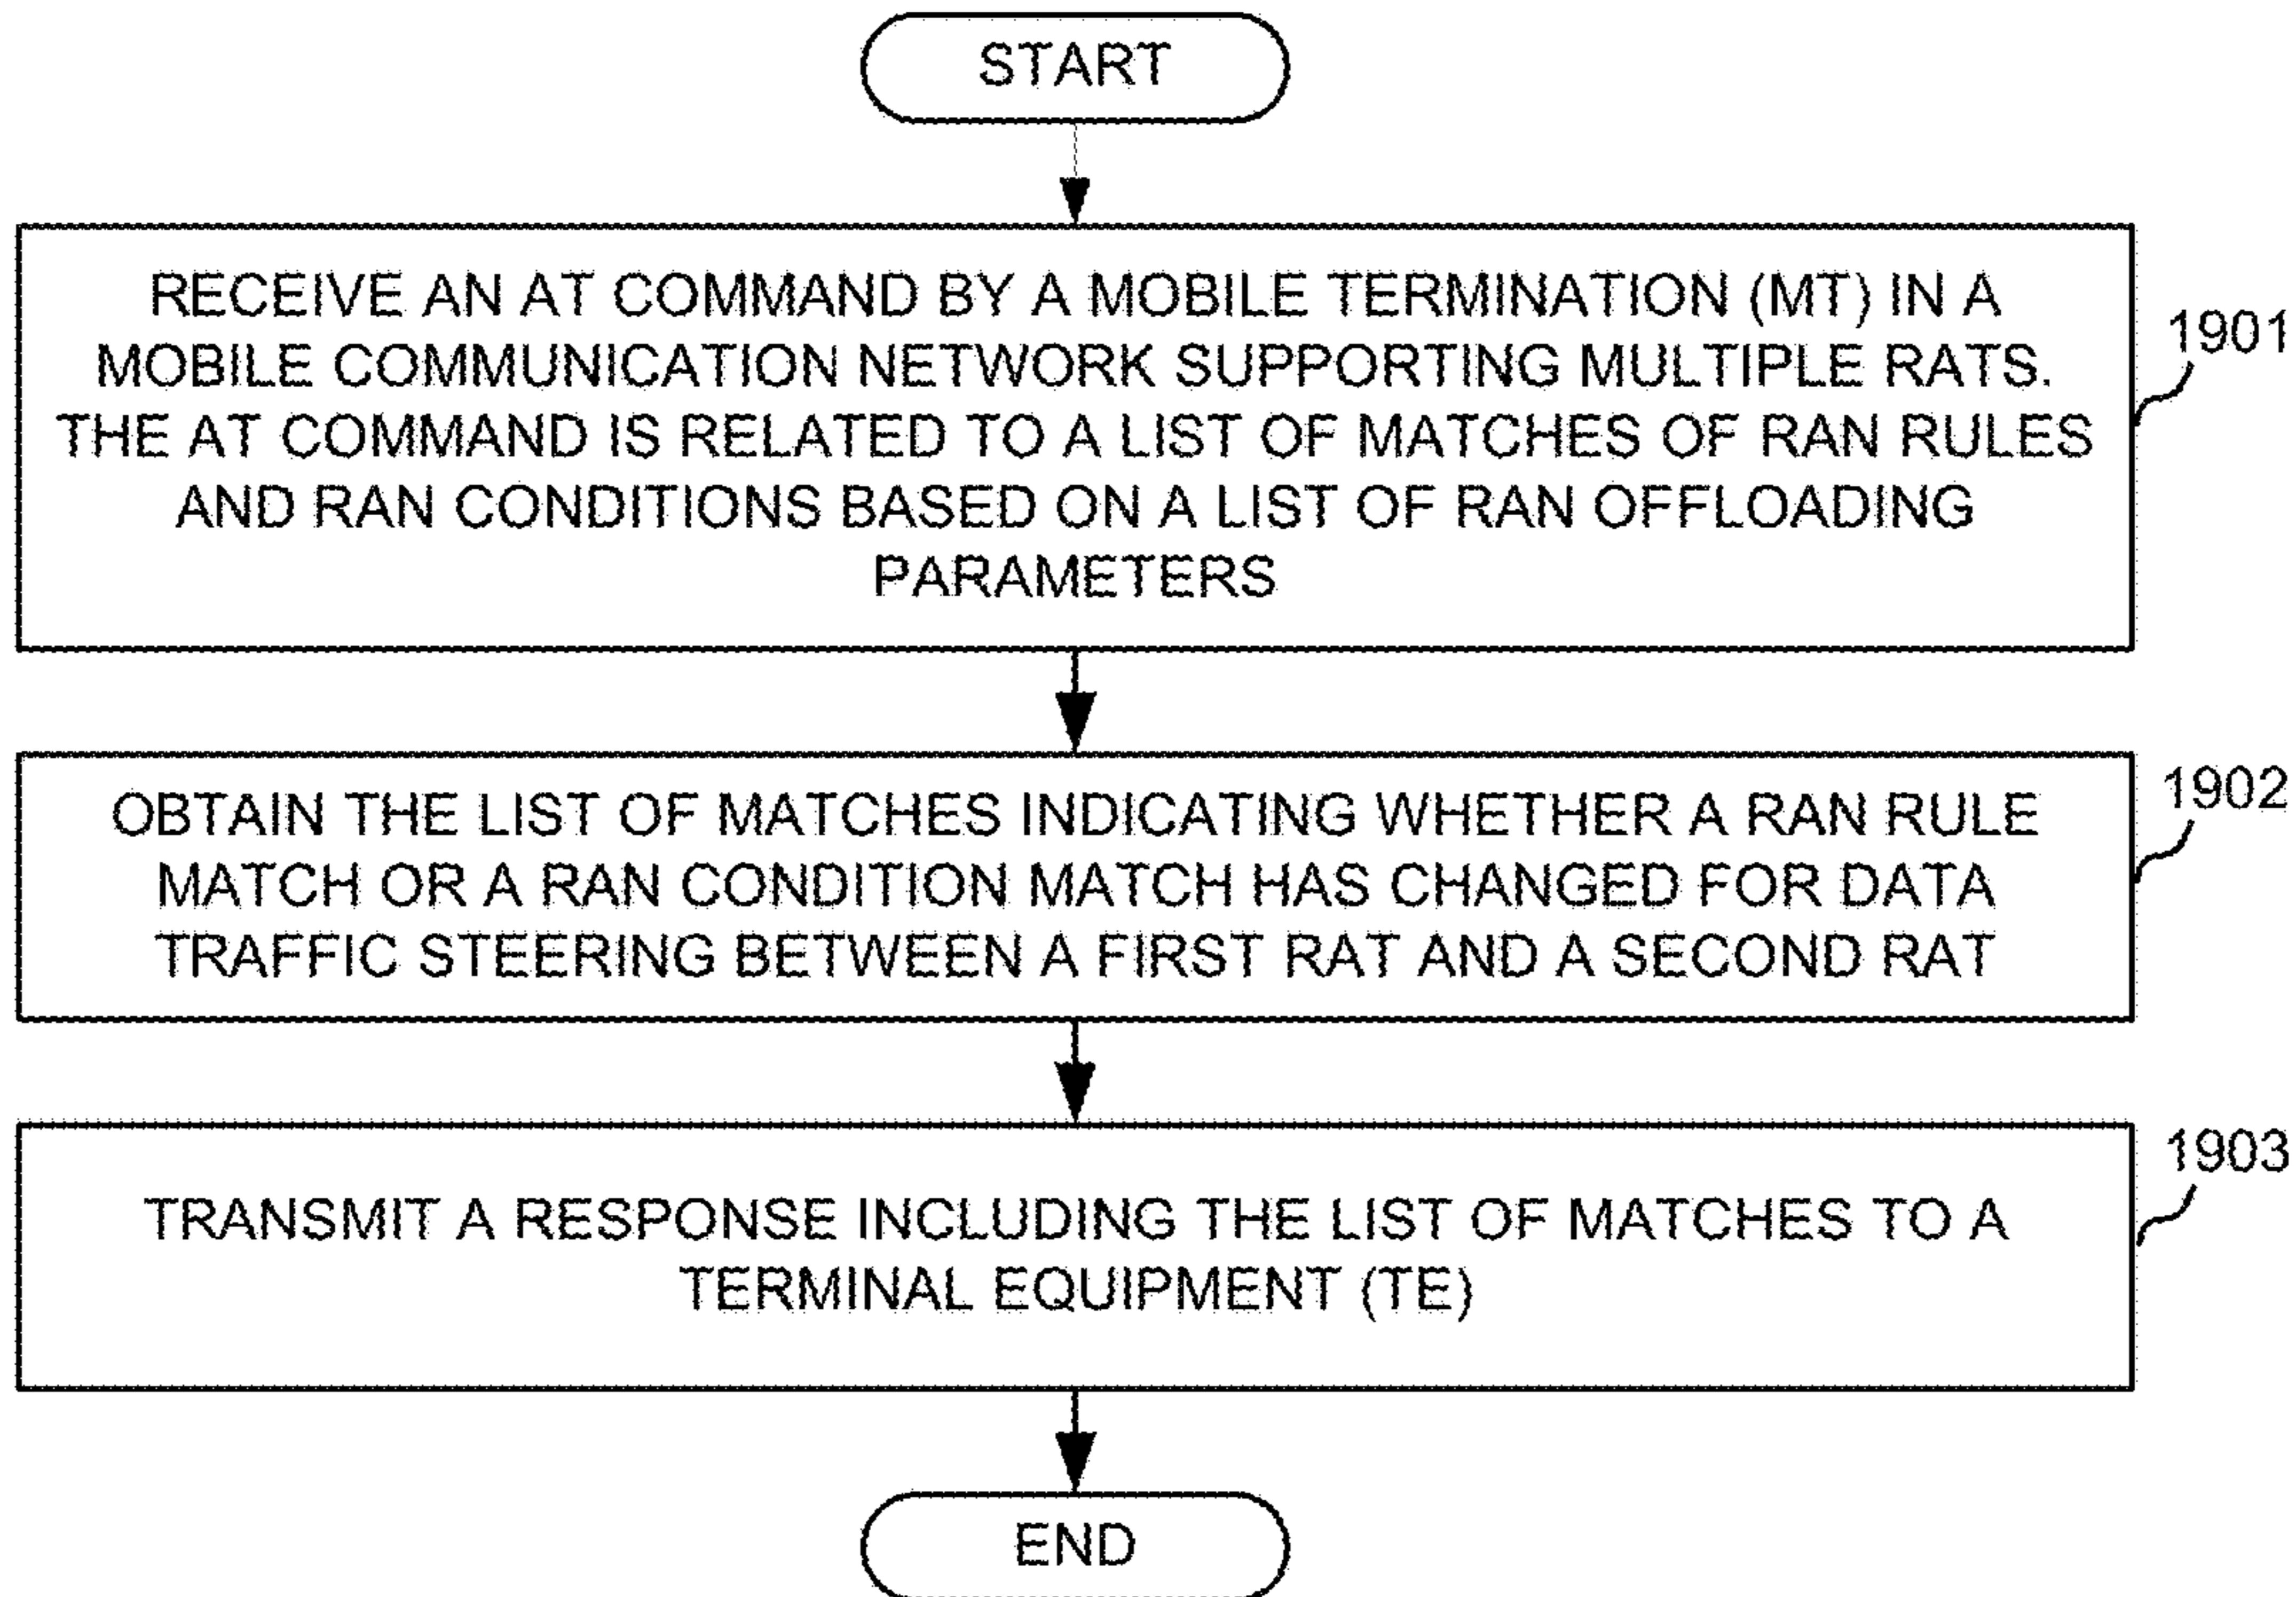 START
RECEIVE AN AT COMMAND BY A MOBILE TERMINATION (MT) IN A
MOBILE COMMUNICATION NETWORK SUPPORTING MULTIPLE RATS.
THE AT COMMAND IS RELATED TO A LIST OF MATCHES OF RAN RULES
AND RAN CONDITIONS BASED ON A LIST OF RAN OFFLOADING
PARAMETERS
1901
OBTAIN THE LIST OF MATCHES INDICATING WHETHER A RAN RULE
MATCH OR A RAN CONDITION MATCH HAS CHANGED FOR DATA
TRAFFIC STEERING BETWEEN A FIRST RAT AND A SECOND RAT
1902
TRANSMIT A RESPONSE INCLUDING THE LIST OF MATCHES TO A
TERMINAL EQUIPMENT (TE)
1903
END